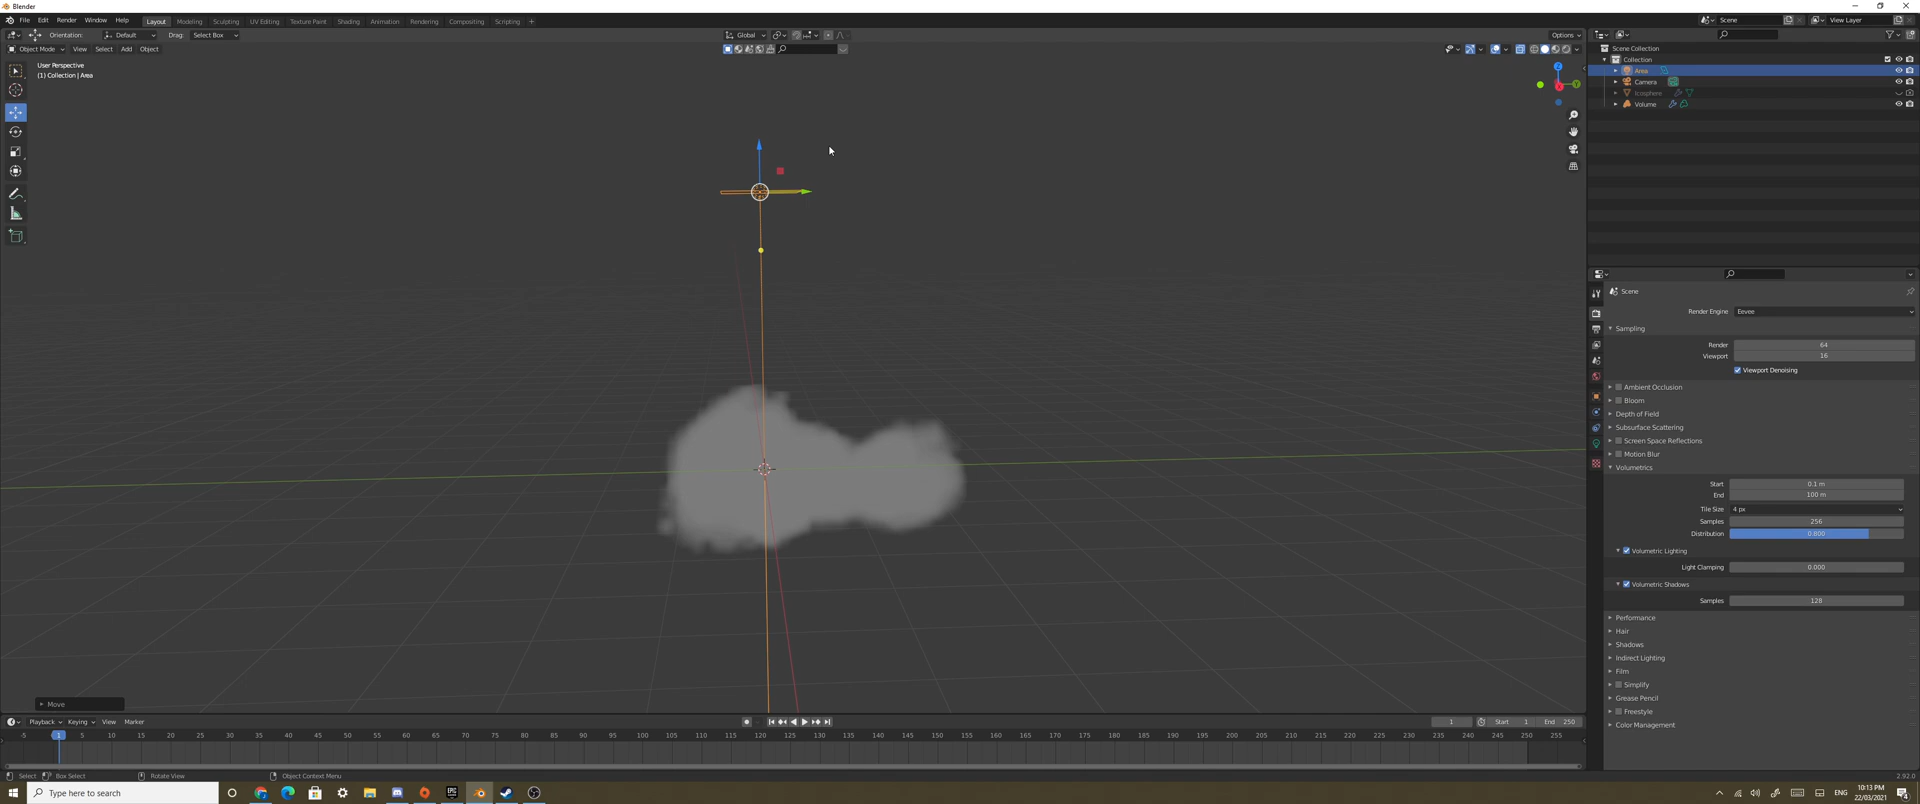 Blender
File Edit Render Window Help Layout Modeling Sculpting UV Editing Texture Paint Shading Animation Rendering Compositing Scripting + Scene View Layer
Orientation: Default Drag: Select Box Global Options
Object Mode View Select Add Object
User Perspective
(1) Collection | Area
Z
Y
X
Scene Collection
Collection
Area
Camera
Icosphere
Volume
Scene
Render Engine Eevee
Sampling
Render 64
Viewport 16
Viewport Denoising
Ambient Occlusion
Bloom
Depth of Field
Subsurface Scattering
Screen Space Reflections
Motion Blur
Volumetrics
Start 0.1 m
End 100 m
Tile Size 4 px
Samples 256
Distribution 0.800
Volumetric Lighting
Light Clamping 0.000
Volumetric Shadows
Samples 128
Performance
Hair
Shadows
Indirect Lighting
Film
Simplify
Grease Pencil
Freestyle
Color Management
Move
Playback Keying View Marker 1 Start 1 End 250
-5 1 5 10 15 20 25 30 35 40 45 50 55 60 65 70 75 80 85 90 95 100 105 110 115 120 125 130 135 140 145 150 155 160 165 170 175 180 185 190 195 200 205 210 215 220 225 230 235 240 245 250 255
Select Box Select Rotate View Object Context Menu 2.92.0
Type here to search ENG 10:13 PM
22/03/2021